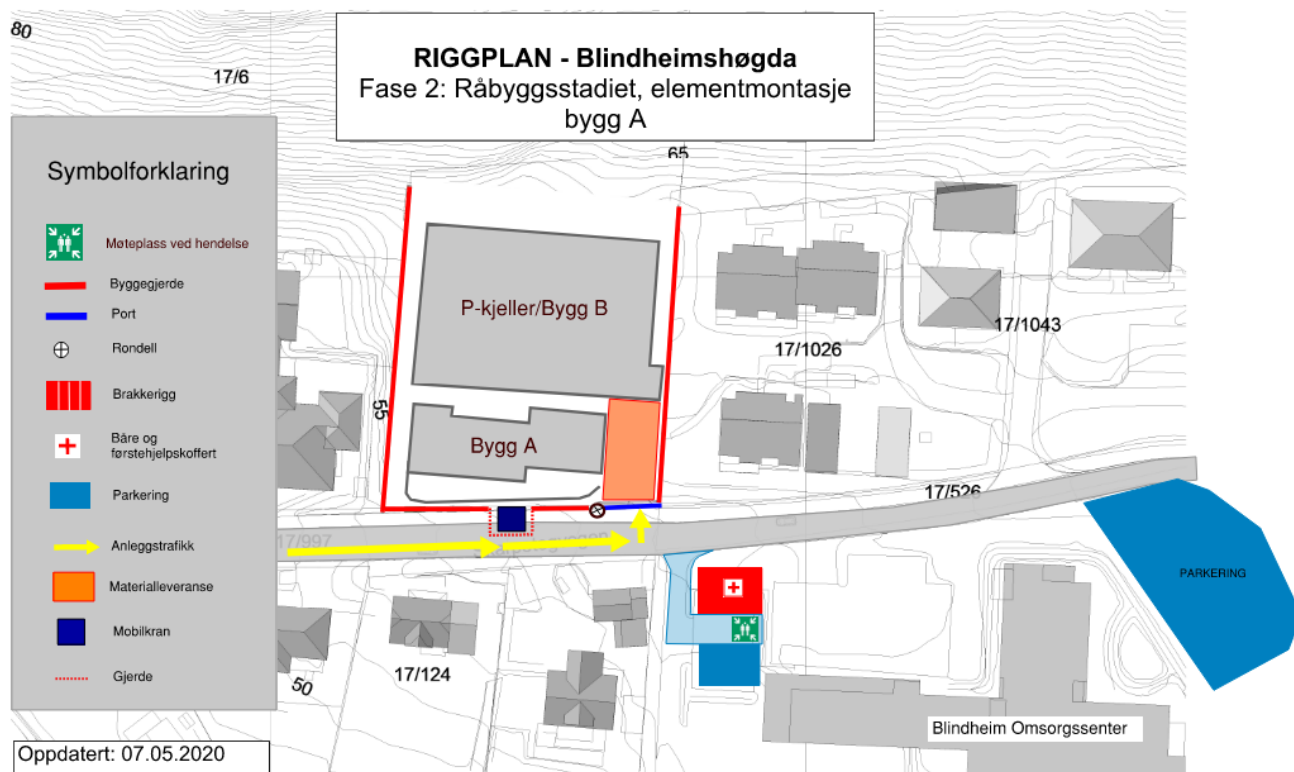 80
17/6
RIGGPLAN - Blindheimshøgda
Fase 2: Råbyggsstadiet, elementmontasje
bygg A
65
Symbolforklaring
Møteplass ved hendelse
Byggegjerde
Port
Rondell
Brakkerigg
Båre og
førstehjelpskoffert
Parkering
Anleggstrafikk
Materialleveranse
Mobilkran
Gjerde
P-kjeller/Bygg B
17/1043
17/1026
55
Bygg A
17/526
17/997
PARKERING
17/124
50
Blindheim Omsorgssenter
Oppdatert: 07.05.2020